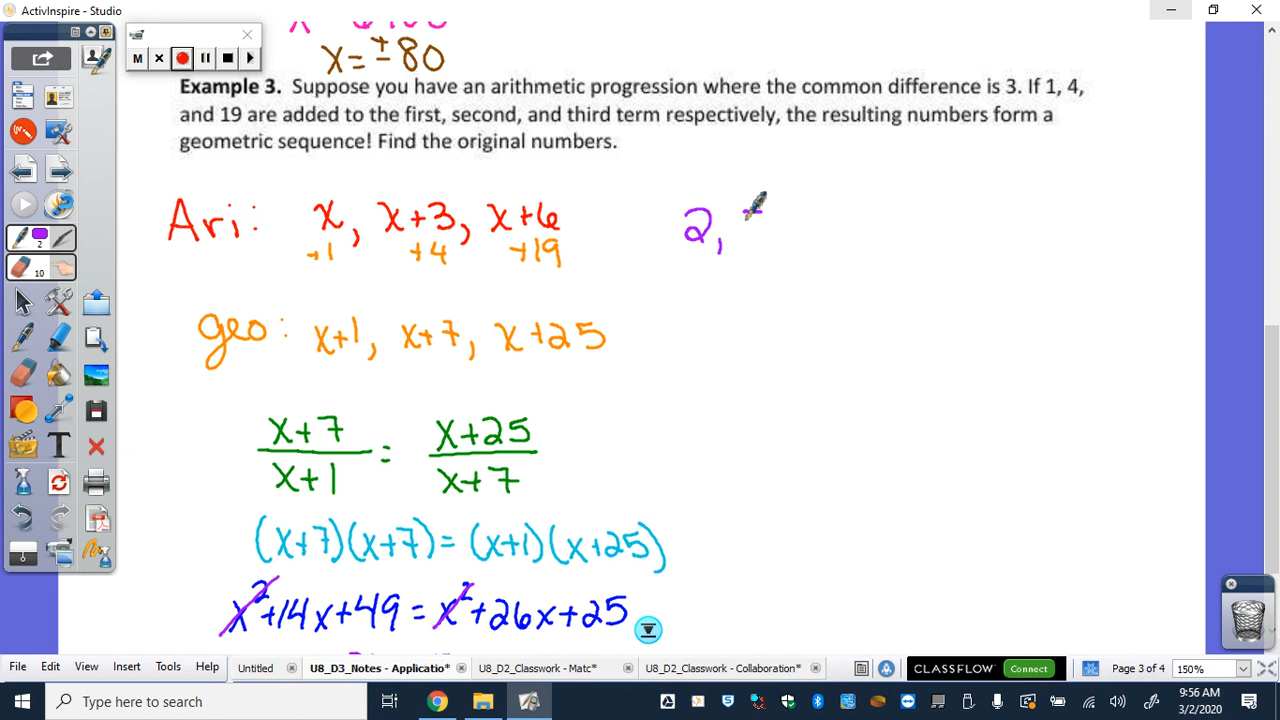 ActivInspire - Studio
M
x = ± 80
Example 3. Suppose you have an arithmetic progression where the common difference is 3. If 1, 4,
and 19 are added to the first, second, and third term respectively, the resulting numbers form a
geometric sequence! Find the original numbers.
Ari: x, x+3, x+6
+1 +4 +19
2,
geo: x+1, x+7, x+25
x+7 = x+25
x+1 x+7
(x+7)(x+7) = (x+1)(x+25)
x²+14x+49 = x²+26x+25
2
10
File Edit View Insert Tools Help Untitled U8_D3_Notes - Applicatio* U8_D2_Classwork - Matc* U8_D2_Classwork - Collaboration* CLASSFLOW Connect Page 3 of 4 150%
Type here to search
9:56 AM
3/2/2020